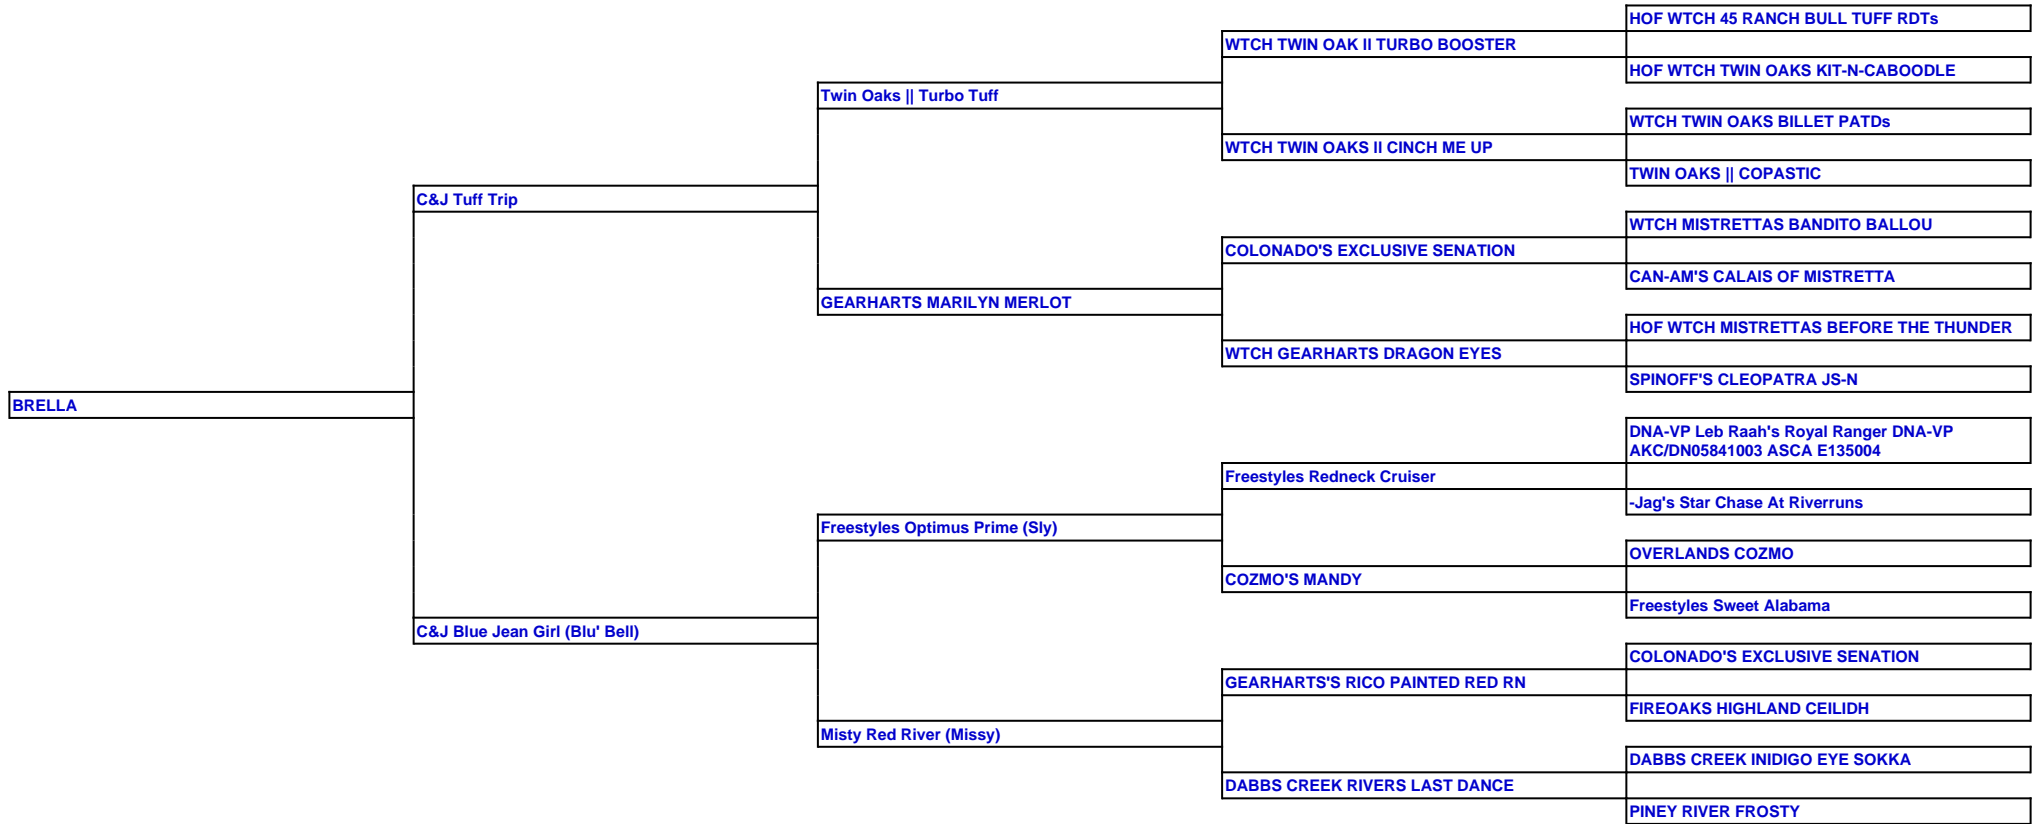 HOF WTCH 45 RANCH BULL TUFF RDTs
WTCH TWIN OAK II TURBO BOOSTER
HOF WTCH TWIN OAKS KIT-N-CABOODLE
Twin Oaks || Turbo Tuff
WTCH TWIN OAKS BILLET PATDs
WTCH TWIN OAKS II CINCH ME UP
TWIN OAKS || COPASTIC
C&J Tuff Trip
WTCH MISTRETTAS BANDITO BALLOU
COLONADO'S EXCLUSIVE SENATION
CAN-AM'S CALAIS OF MISTRETTA
GEARHARTS MARILYN MERLOT
HOF WTCH MISTRETTAS BEFORE THE THUNDER
WTCH GEARHARTS DRAGON EYES
SPINOFF'S CLEOPATRA JS-N
BRELLA
DNA-VP Leb Raah's Royal Ranger DNA-VP
AKC/DN05841003 ASCA E135004
Freestyles Redneck Cruiser
-Jag's Star Chase At Riverruns
Freestyles Optimus Prime (Sly)
OVERLANDS COZMO
COZMO'S MANDY
Freestyles Sweet Alabama
C&J Blue Jean Girl (Blu' Bell)
COLONADO'S EXCLUSIVE SENATION
GEARHARTS'S RICO PAINTED RED RN
FIREOAKS HIGHLAND CEILIDH
Misty Red River (Missy)
DABBS CREEK INIDIGO EYE SOKKA
DABBS CREEK RIVERS LAST DANCE
PINEY RIVER FROSTY